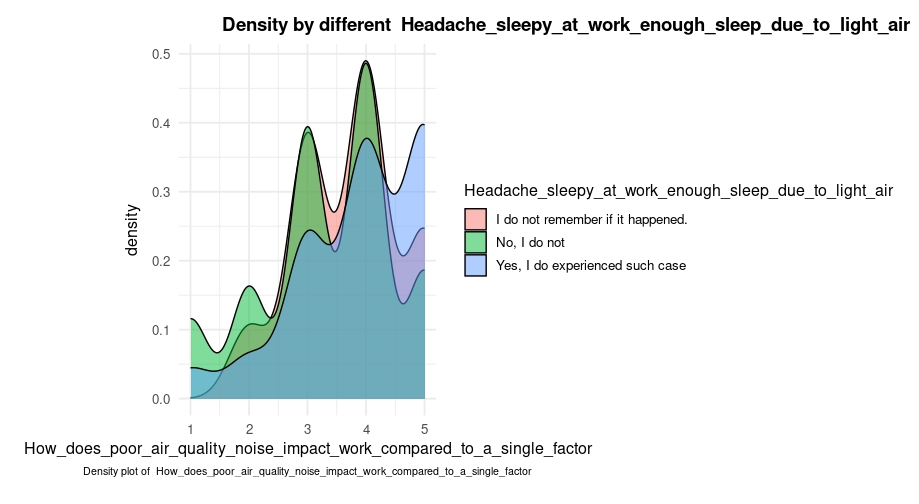 Density by different  Headache_sleepy_at_work_enough_sleep_due_to_light_air
0.5
0.4
0.3
0.2
0.1
0.0
density
1 2 3 4 5
How_does_poor_air_quality_noise_impact_work_compared_to_a_single_factor
Density plot of  How_does_poor_air_quality_noise_impact_work_compared_to_a_single_factor
Headache_sleepy_at_work_enough_sleep_due_to_light_air
I do not remember if it happened.
No, I do not
Yes, I do experienced such case